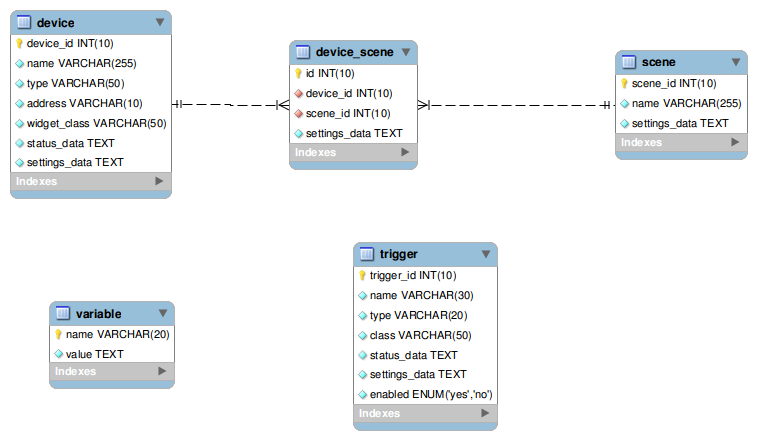 device
device_id INT(10)
name VARCHAR(255)
type VARCHAR(50)
address VARCHAR(10)
widget_class VARCHAR(50)
status_data TEXT
settings_data TEXT
Indexes
device_scene
id INT(10)
device_id INT(10)
scene_id INT(10)
settings_data TEXT
Indexes
scene
scene_id INT(10)
name VARCHAR(255)
settings_data TEXT
Indexes
variable
name VARCHAR(20)
value TEXT
Indexes
trigger
trigger_id INT(10)
name VARCHAR(30)
type VARCHAR(20)
class VARCHAR(50)
status_data TEXT
settings_data TEXT
enabled ENUM('yes','no')
Indexes